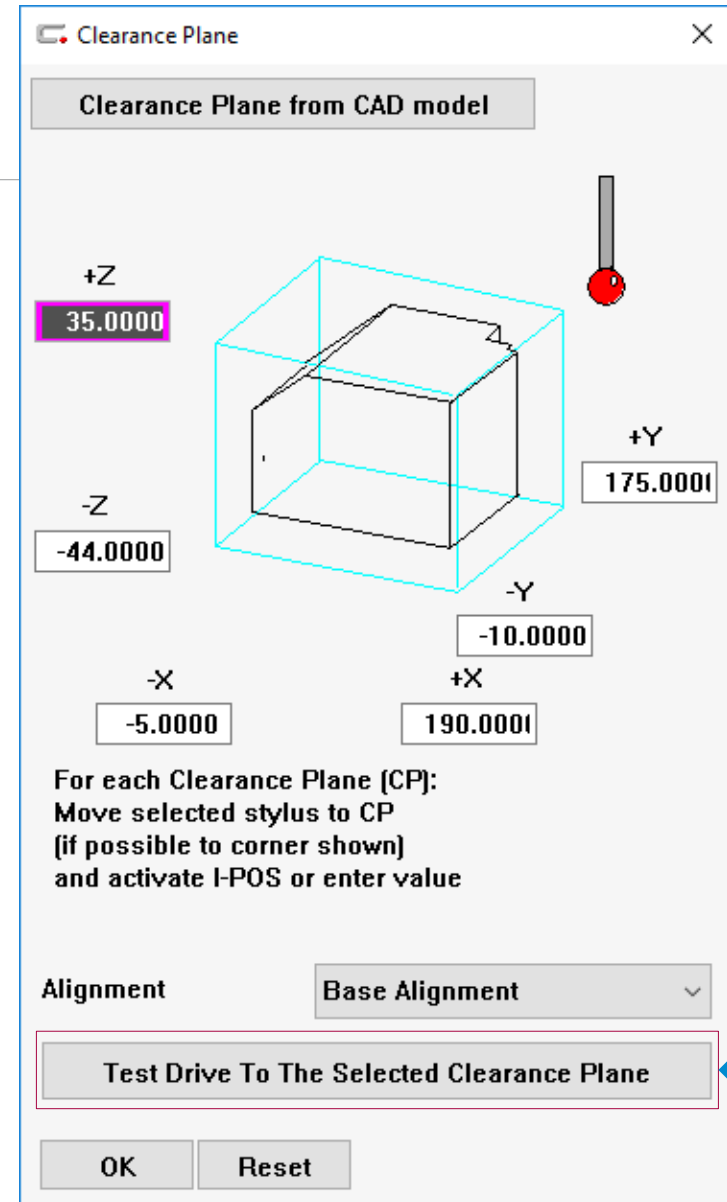 Clearance Plane
Clearance Plane from CAD model
+Z
35.0000
+Y
175.000(
-Z
-44.0000
-Y
-10.0000
-X
+X
-5.0000
190.000(
For each Clearance Plane (CP):
Move selected stylus to CP
(if possible to corner shown)
and activate I-POS or enter value
Alignment
Base Alignment
Test Drive To The Selected Clearance Plane
OK
Reset